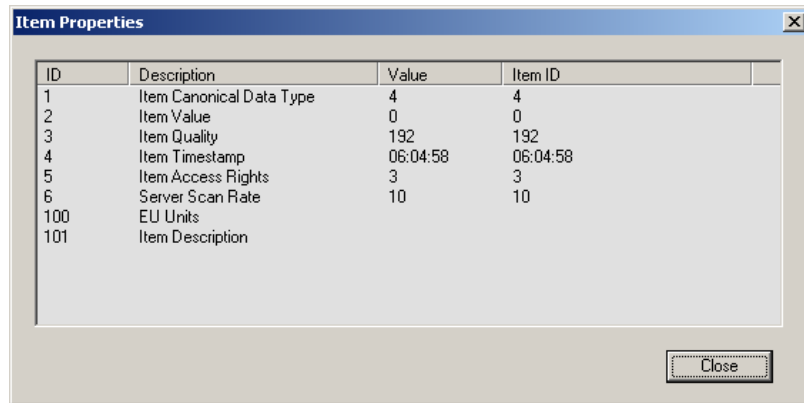 Item Properties
ID Description Value Item ID
1 Item Canonical Data Type 4 4
2 Item Value 0 0
3 Item Quality 192 192
4 Item Timestamp 06:04:58 06:04:58
5 Item Access Rights 3 3
6 Server Scan Rate 10 10
100 EU Units
101 Item Description
Close